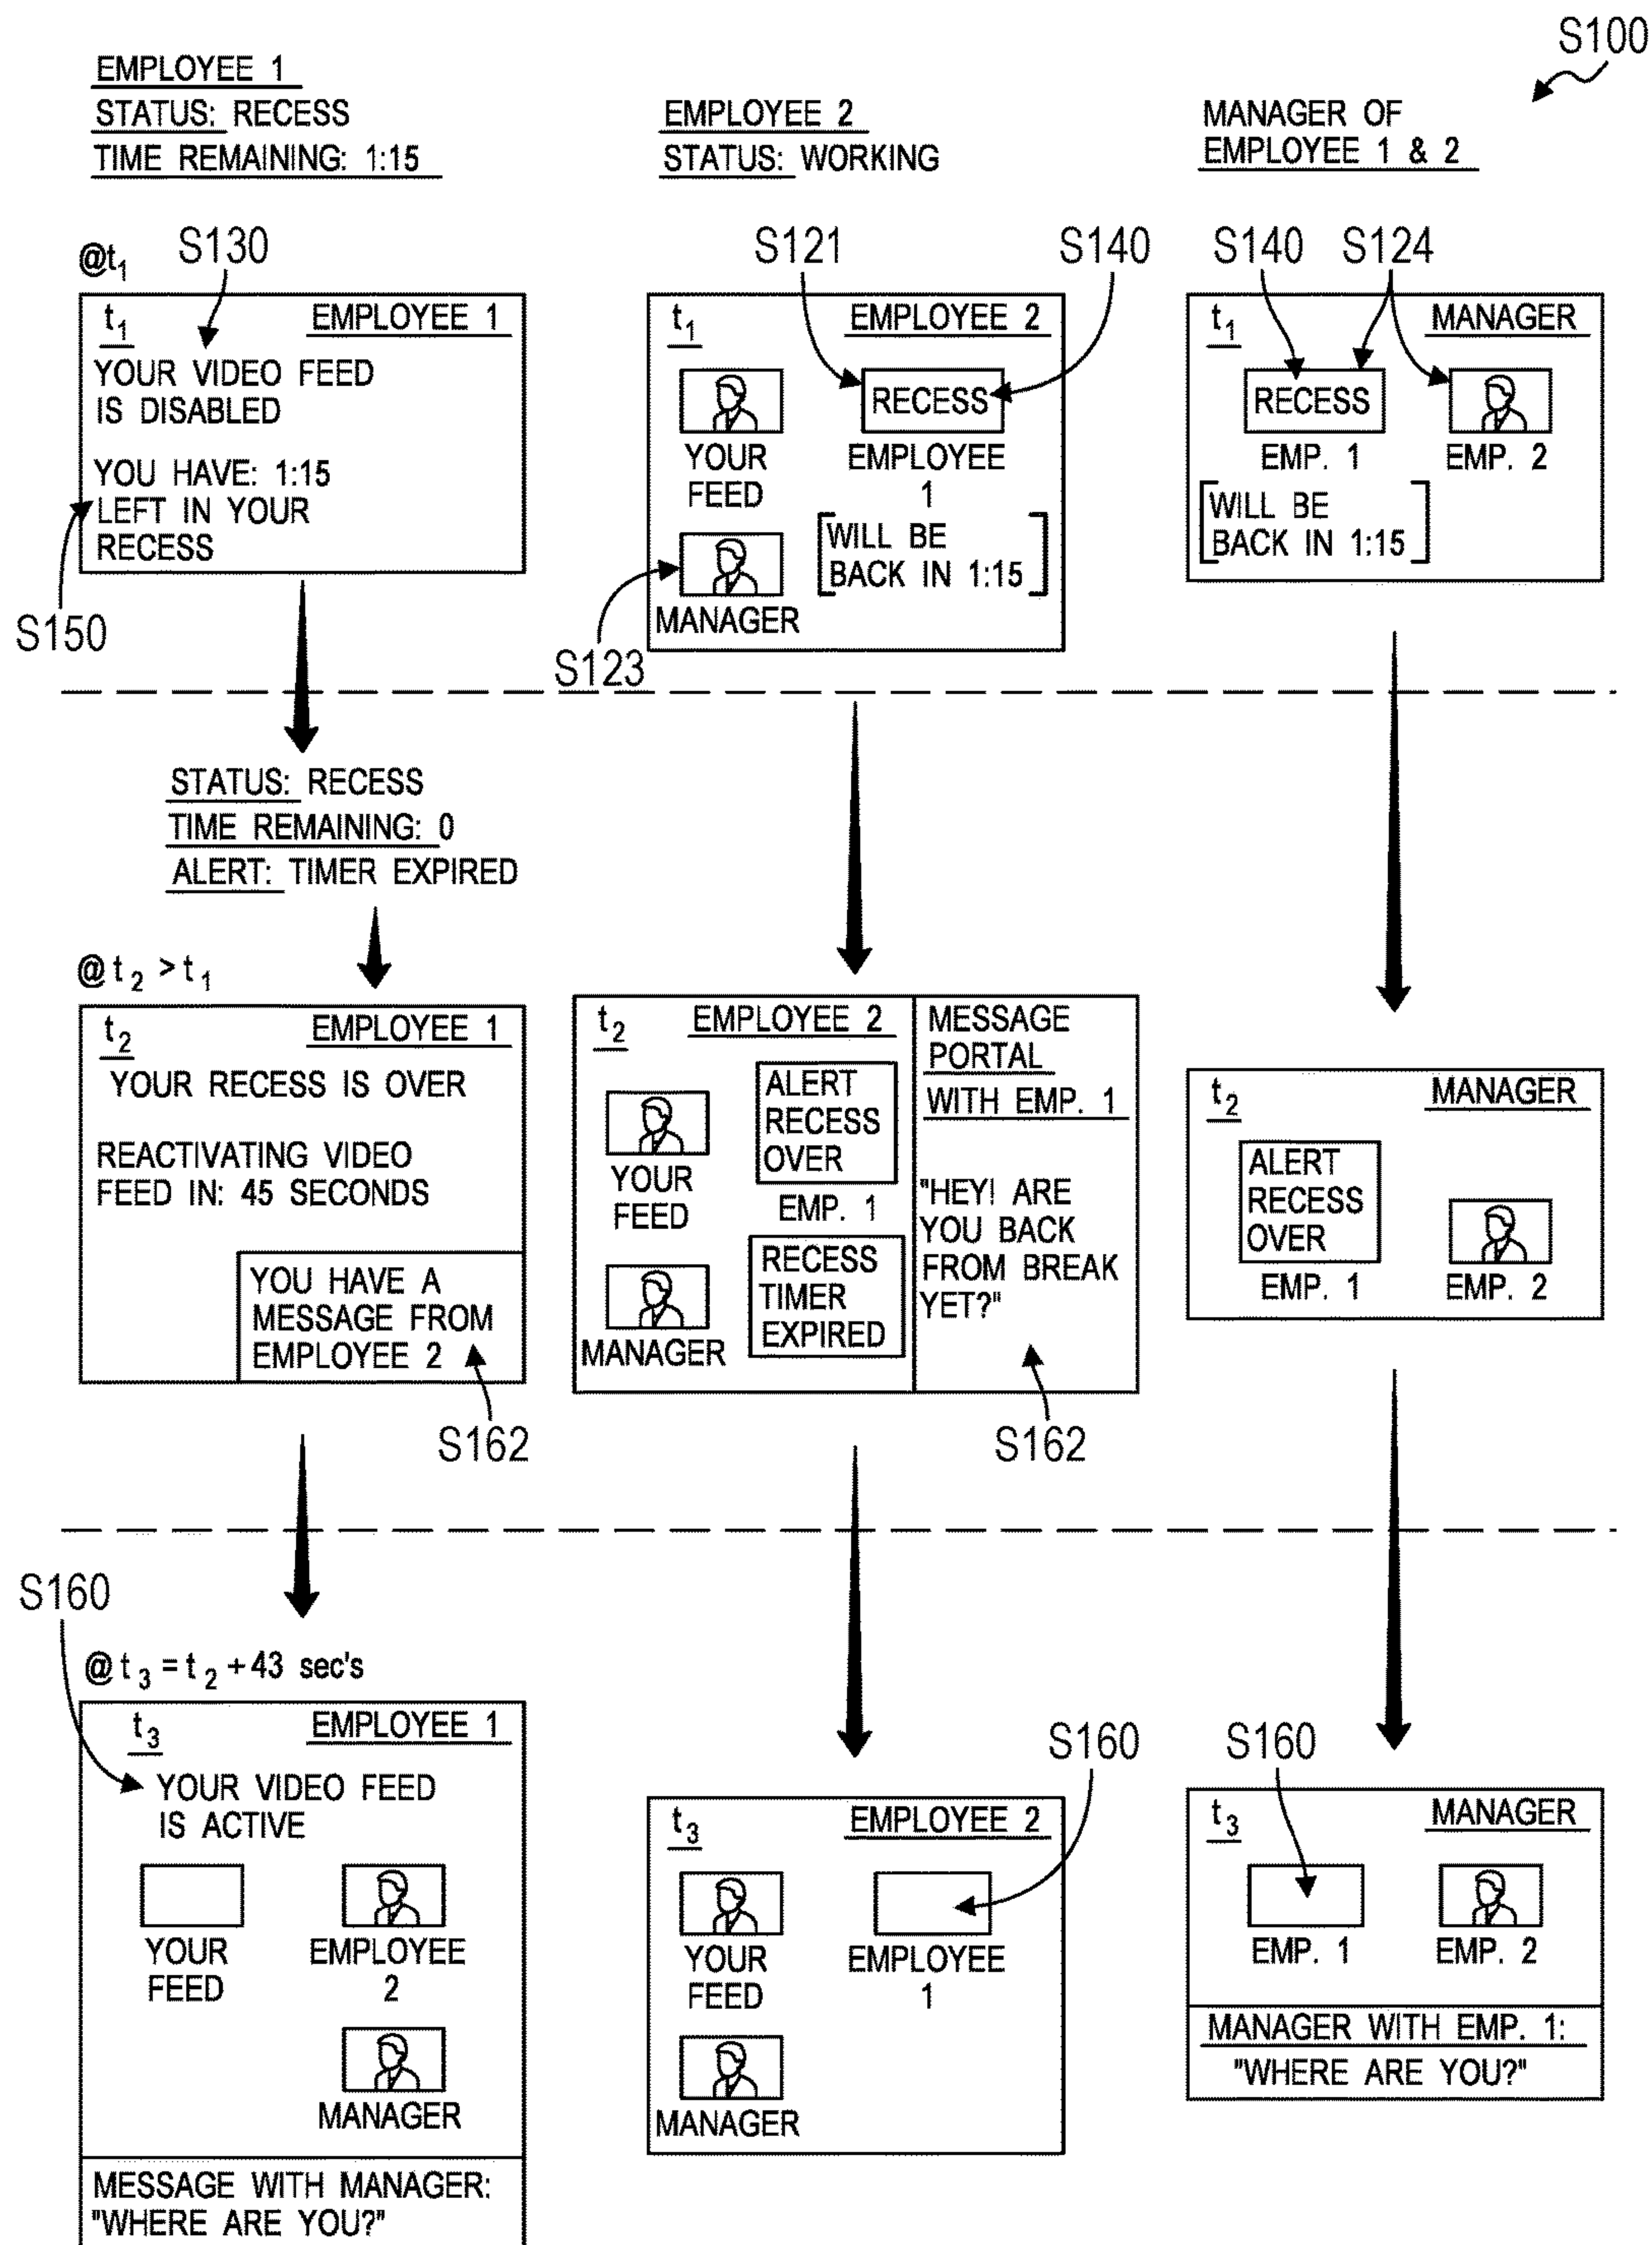 S100
EMPLOYEE 1
STATUS: RECESS
TIME REMAINING: 1:15
EMPLOYEE 2
STATUS: WORKING
MANAGER OF
EMPLOYEE 1 & 2
@t1
S130
S121
S140
S140
S124
t1
EMPLOYEE 1
YOUR VIDEO FEED
IS DISABLED
YOU HAVE: 1:15
LEFT IN YOUR
RECESS
S150
t1
EMPLOYEE 2
YOUR
FEED
RECESS
EMPLOYEE
1
WILL BE
BACK IN 1:15
MANAGER
S123
t1
MANAGER
RECESS
EMP. 1
EMP. 2
WILL BE
BACK IN 1:15
STATUS: RECESS
TIME REMAINING: 0
ALERT: TIMER EXPIRED
@t2 >t1
t2
EMPLOYEE 1
YOUR RECESS IS OVER
REACTIVATING VIDEO
FEED IN: 45 SECONDS
YOU HAVE A
MESSAGE FROM
EMPLOYEE 2
S162
t2
EMPLOYEE 2
YOUR
FEED
ALERT
RECESS
OVER
EMP. 1
RECESS
TIMER
EXPIRED
MANAGER
MESSAGE
PORTAL
WITH EMP. 1
"HEY! ARE
YOU BACK
FROM BREAK
YET?"
S162
t2
MANAGER
ALERT
RECESS
OVER
EMP. 1
EMP. 2
S160
@t3=t2+43 sec's
t3
EMPLOYEE 1
YOUR VIDEO FEED
IS ACTIVE
YOUR
FEED
EMPLOYEE
2
MANAGER
MESSAGE WITH MANAGER:
"WHERE ARE YOU?"
S160
t3
EMPLOYEE 2
YOUR
FEED
EMPLOYEE
1
MANAGER
S160
t3
MANAGER
EMP. 1
EMP. 2
MANAGER WITH EMP. 1:
"WHERE ARE YOU?"